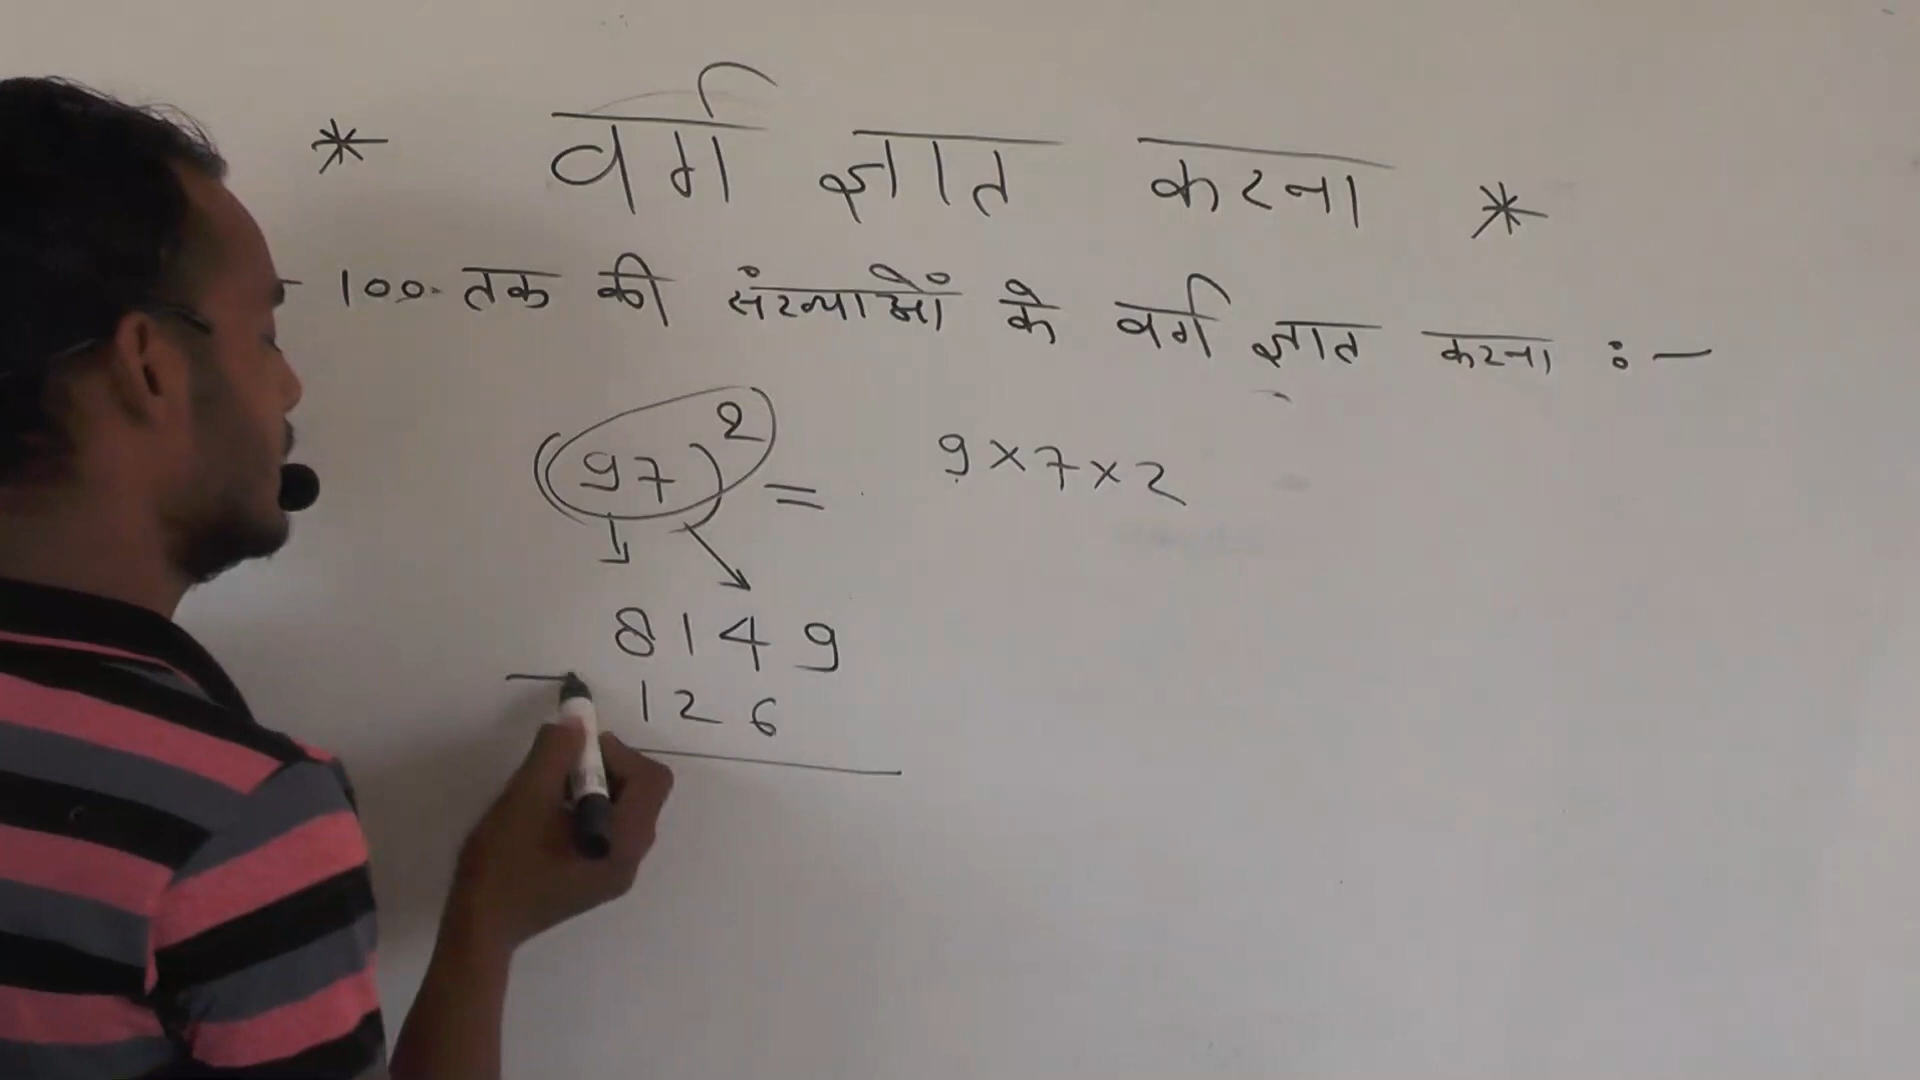 * वर्ग ज्ञात करना *
- 100 तक की संख्याओं के वर्ग ज्ञात करना :-
(97)² = 9×7×2
8149
126